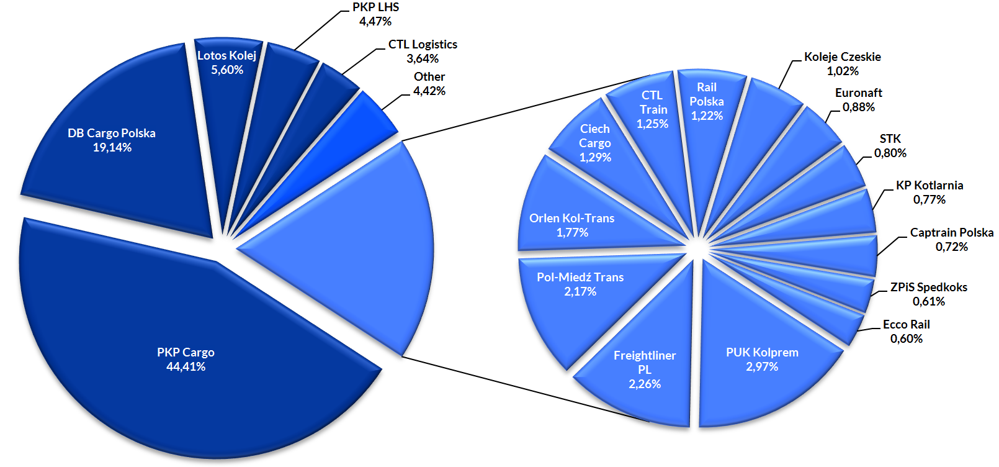 PKP LHS
4,47%
CTL Logistics
3,64%
Other
4,42%
Lotos Kolej
5,60%
DB Cargo Polska
19,14%
PKP Cargo
44,41%
Koleje Czeskie
1,02%
Euronaft
0,88%
STK
0,80%
KP Kotlarnia
0,77%
Captrain Polska
0,72%
ZPiS Spedkoks
0,61%
Ecco Rail
0,60%
PUK Kolprem
2,97%
Freightliner
PL
2,26%
Pol-Miedź Trans
2,17%
Orlen Kol-Trans
1,77%
Ciech
Cargo
1,29%
CTL
Train
1,25%
Rail
Polska
1,22%